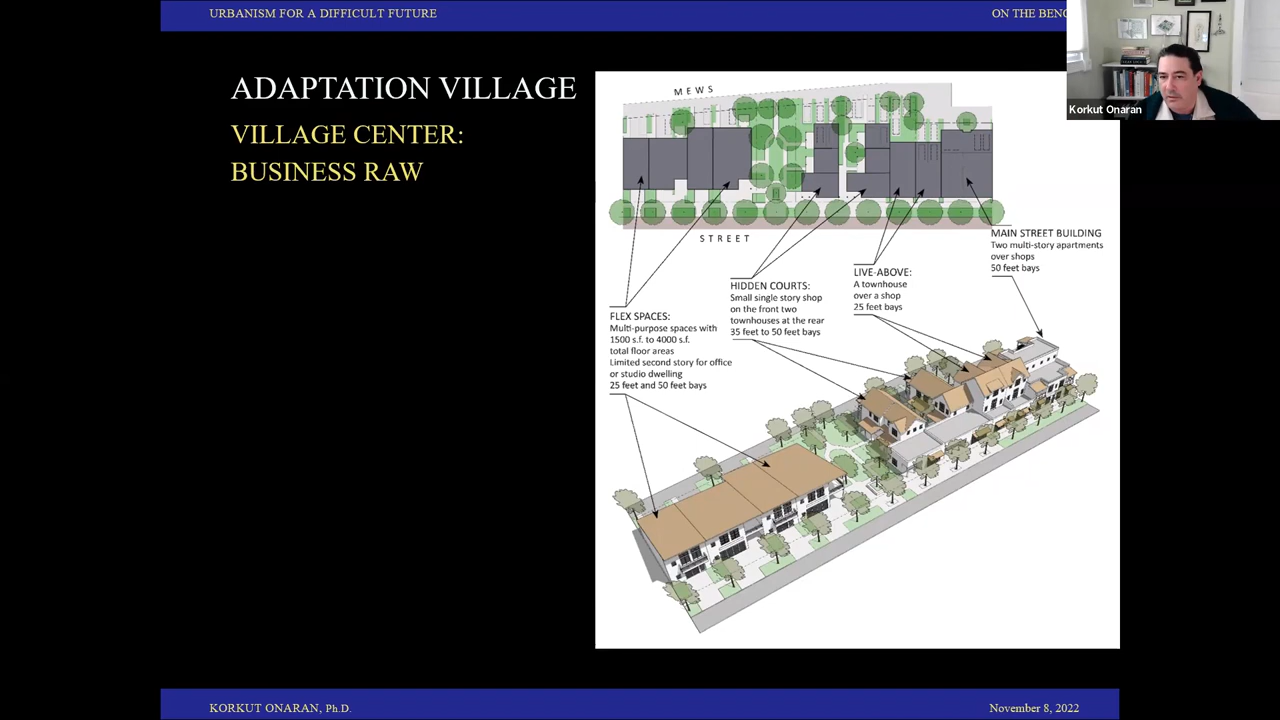 URBANISM FOR A DIFFICULT FUTURE
ON THE
Korkut Onaran
ADAPTATION VILLAGE
VILLAGE CENTER:
BUSINESS RAW
MEWS
STREET
MAIN STREET BUILDING
Two multi-story apartments
over shops
50 feet bays
LIVE-ABOVE:
A townhouse
over a shop
25 feet bays
HIDDEN COURTS:
Small single story shop
on the front two
townhouses at the rear
35 feet to 50 feet bays
FLEX SPACES:
Multi-purpose spaces with
1500 s.f. to 4000 s.f.
total floor areas
Limited second story for office
or studio dwelling
25 feet and 50 feet bays
KORKUT ONARAN, Ph.D.
November 8, 2022